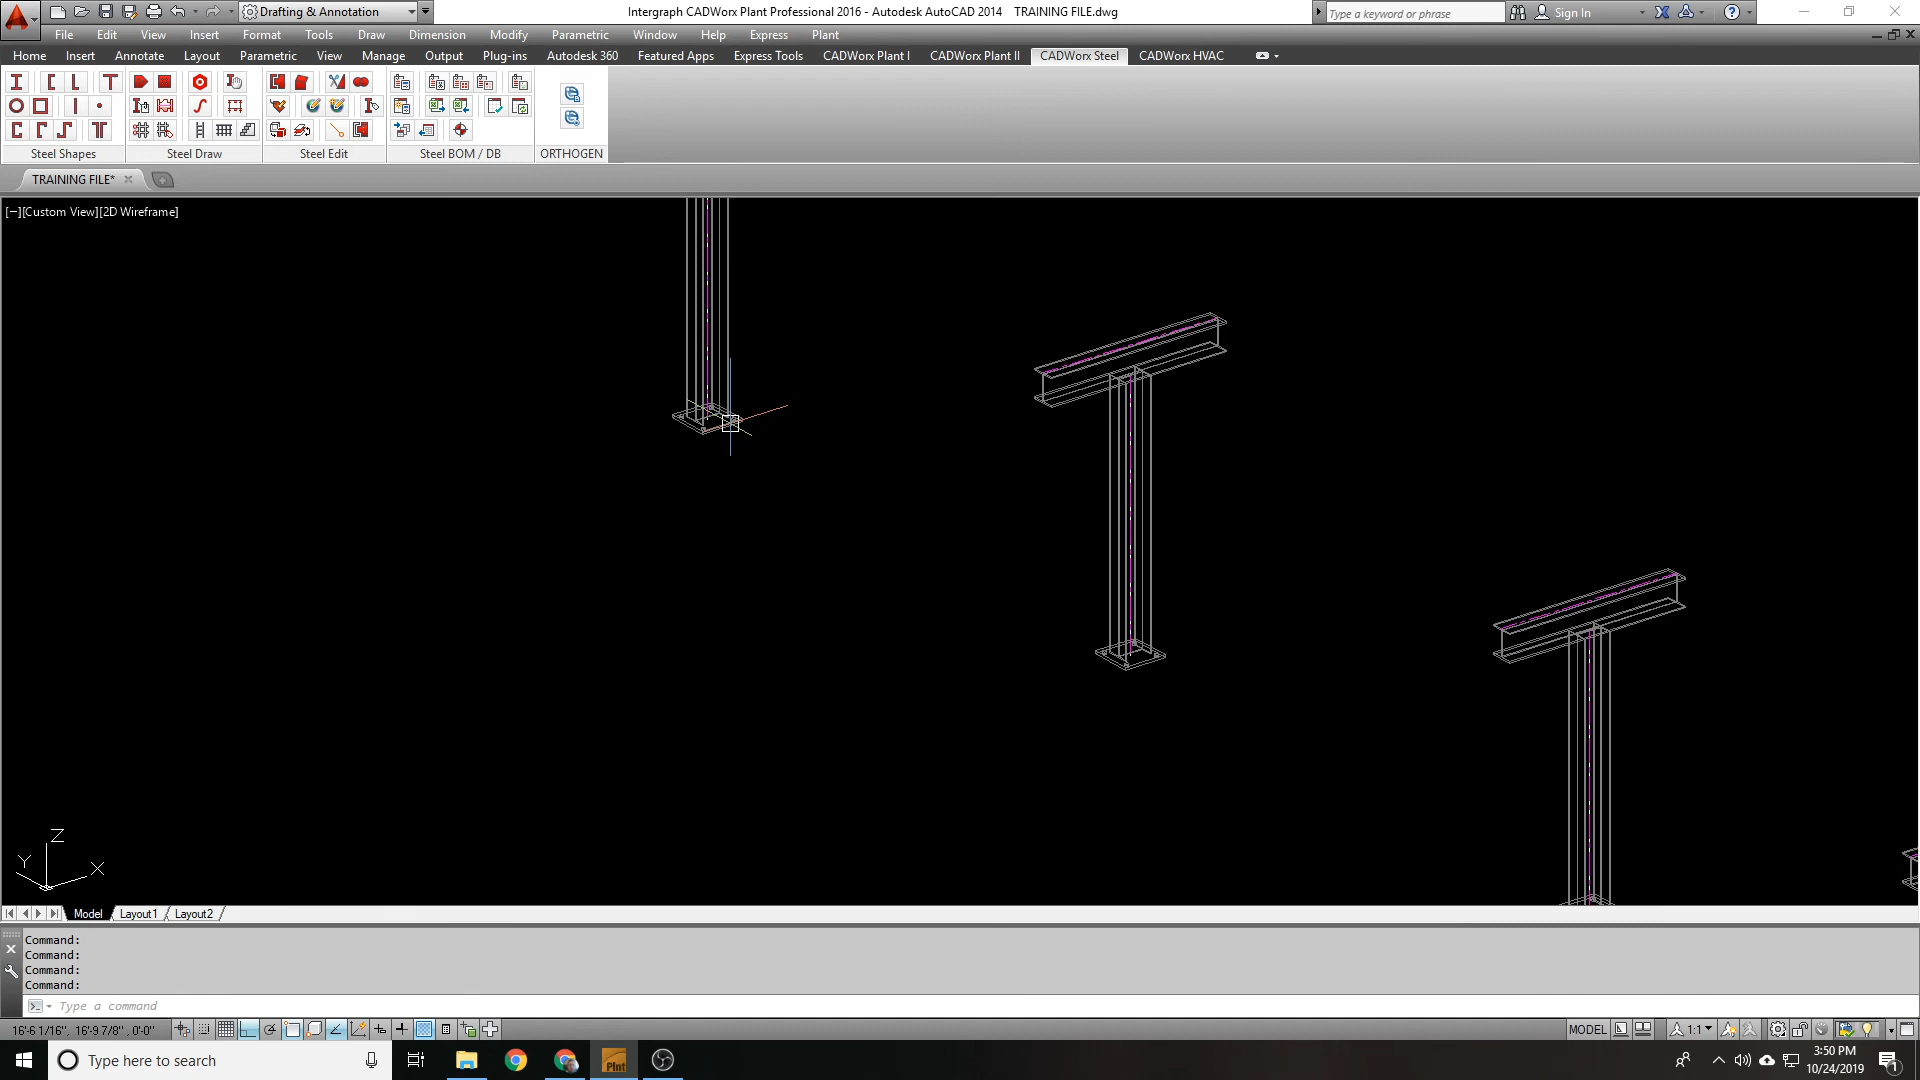 Drafting & Annotation
Intergraph CADWorx Plant Professional 2016 - Autodesk AutoCAD 2014 TRAINING FILE.dwg
Type a keyword or phrase
Sign In
File Edit View Insert Format Tools Draw Dimension Modify Parametric Window Help Express Plant
Home Insert Annotate Layout Parametric View Manage Output Plug-ins Autodesk 360 Featured Apps Express Tools CADWorx Plant I CADWorx Plant II CADWorx Steel CADWorx HVAC
Steel Shapes Steel Draw Steel Edit Steel BOM / DB ORTHOGEN
TRAINING FILE*
[−][Custom View][2D Wireframe]
Z
Y
X
Model Layout1 Layout2
Command:
Command:
Command:
Command:
Type a command
16'-6 1/16", 16'-9 7/8" , 0'-0"
MODEL
1:1
Type here to search
Plnt
3:50 PM
10/24/2019
1